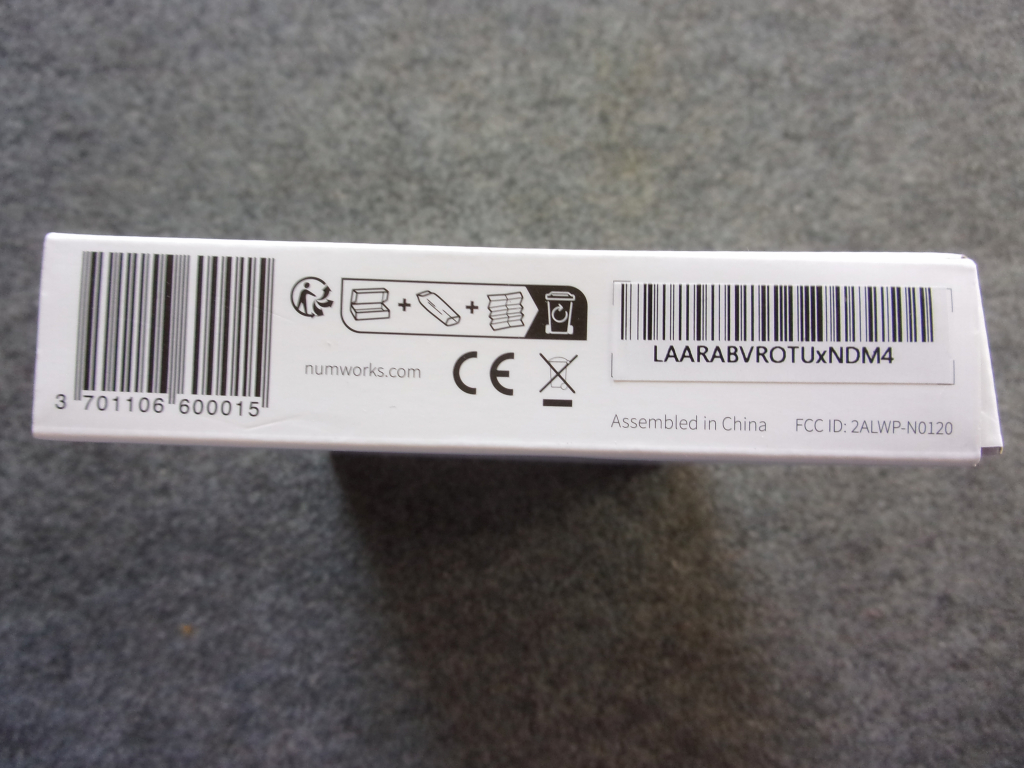 3 701106 600015
numworks.com
CE
LAARABVROTUxNDM4
Assembled in China
FCC ID: 2ALWP-N0120